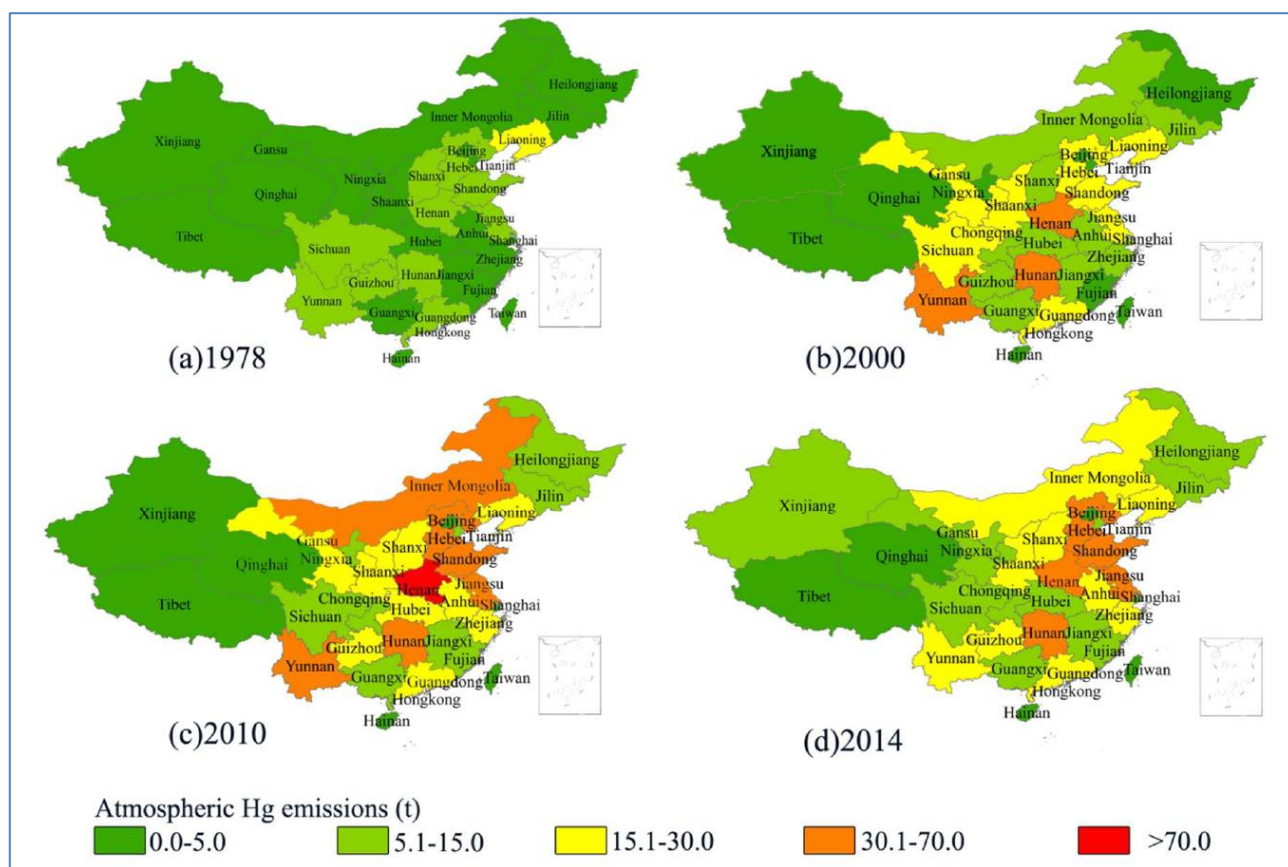 Heilongjiang
Inner Mongolia
Jilin
Xinjiang
Gansu
Liaoning
Beijing
Hebei
Tianjin
Ningxia
Shanxi
Qinghai
Shandong
Shaanxi
Henan
Jiangsu
Tibet
Anhui
Hubei
Shanghai
Sichuan
Zhejiang
Hunan
Jiangxi
Guizhou
Fujian
Yunnan
Guangxi
Guangdong
Taiwan
Hongkong
Hainan
(a)1978
Heilongjiang
Inner Mongolia
Jilin
Xinjiang
Liaoning
Beijing
Gansu
Hebei
Tianjin
Qinghai
Ningxia
Shanxi
Shandong
Shaanxi
Henan
Jiangsu
Tibet
Chongqing
Anhui
Shanghai
Sichuan
Hubei
Zhejiang
Hunan
Jiangxi
Guizhou
Yunnan
Fujian
Guangxi
Guangdong
Taiwan
Hongkong
Hainan
(b)2000
Heilongjiang
Inner Mongolia
Jilin
Xinjiang
Liaoning
Beijing
Gansu
Hebei
Tianjin
Ningxia
Shanxi
Qinghai
Shandong
Shaanxi
Henan
Jiangsu
Tibet
Chongqing
Anhui
Shanghai
Sichuan
Hubei
Zhejiang
Hunan
Jiangxi
Guizhou
Yunnan
Fujian
Guangxi
Guangdong
Taiwan
Hongkong
Hainan
(c)2010
Heilongjiang
Inner Mongolia
Jilin
Xinjiang
Liaoning
Beijing
Gansu
Hebei
Tianjin
Ningxia
Shanxi
Qinghai
Shandong
Shaanxi
Henan
Jiangsu
Tibet
Chongqing
Anhui
Shanghai
Sichuan
Hubei
Zhejiang
Hunan
Jiangxi
Guizhou
Yunnan
Fujian
Guangxi
Guangdong
Taiwan
Hongkong
Hainan
(d)2014
Atmospheric Hg emissions (t)
0.0-5.0
5.1-15.0
15.1-30.0
30.1-70.0
>70.0